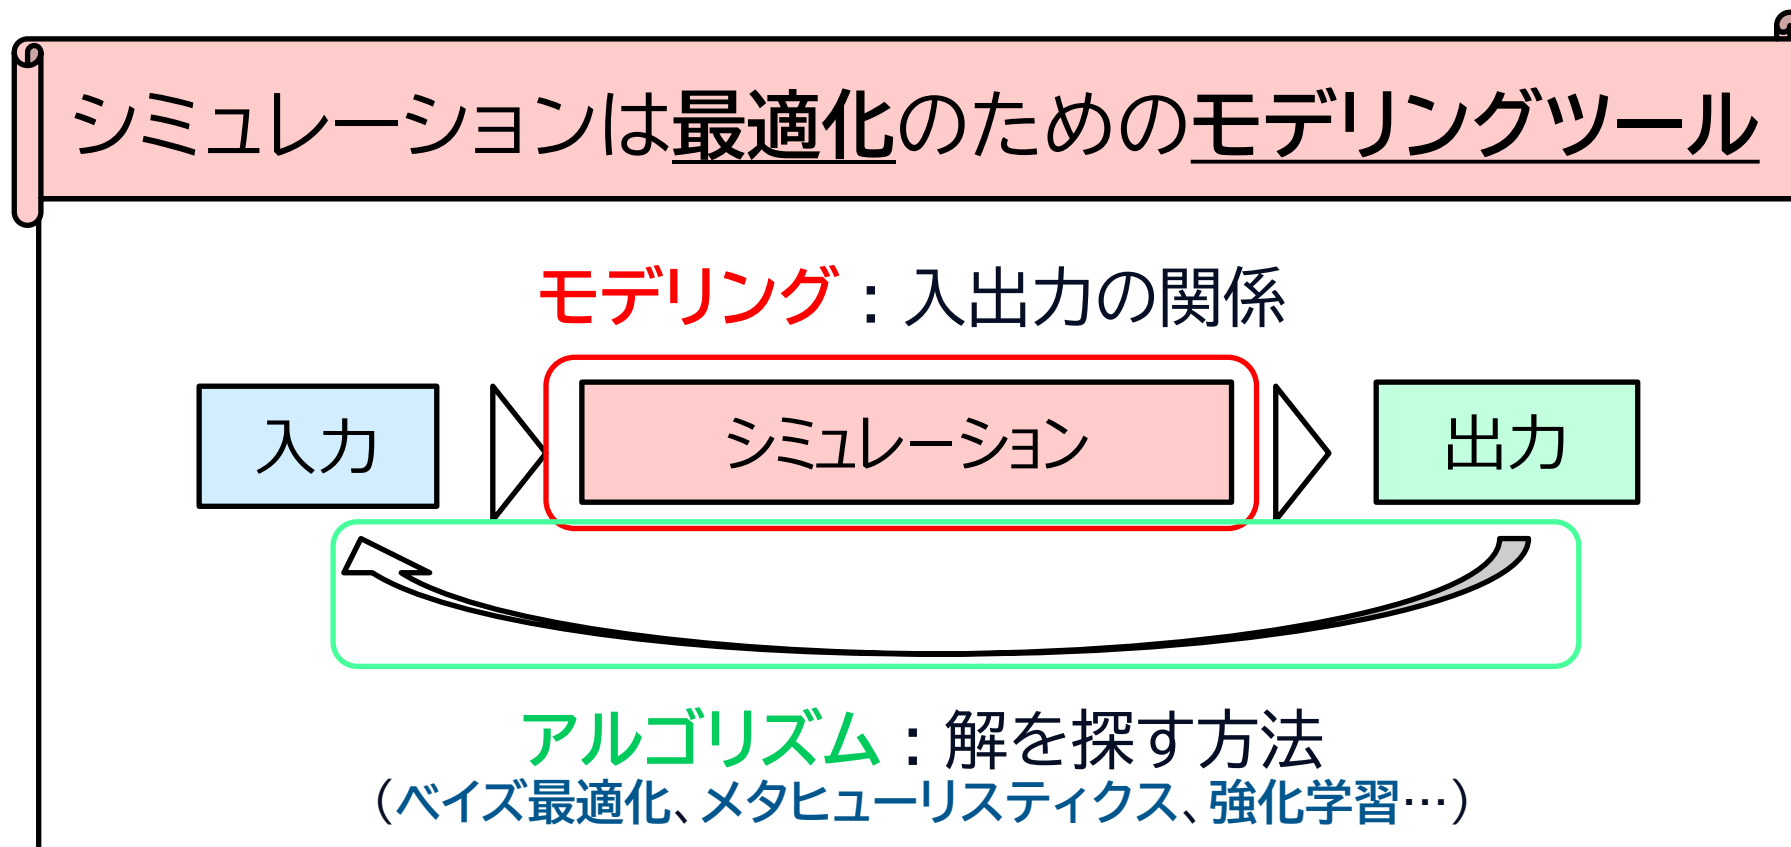 シミュレーションは最適化のためのモデリングツール
モデリング：入出力の関係
入力
シミュレーション
出力
アルゴリズム：解を探す方法
（ベイズ最適化、メタヒューリスティクス、強化学習…）